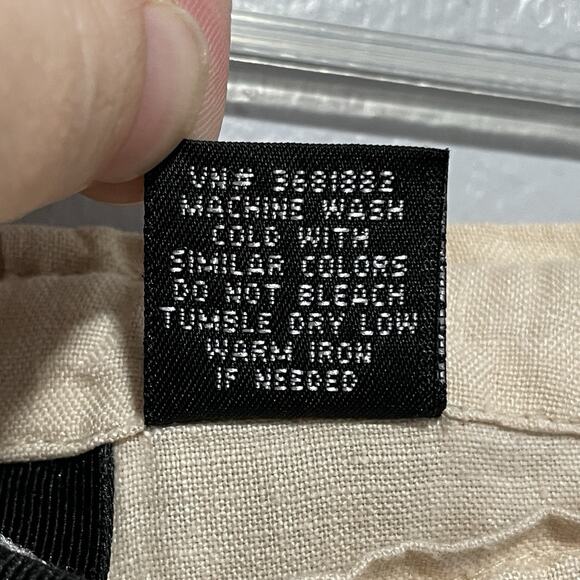 VN# 3681882
MACHINE WASH
COLD WITH
SIMILAR COLORS
DO NOT BLEACH
TUMBLE DRY LOW
WARM IRON
IF NEEDED